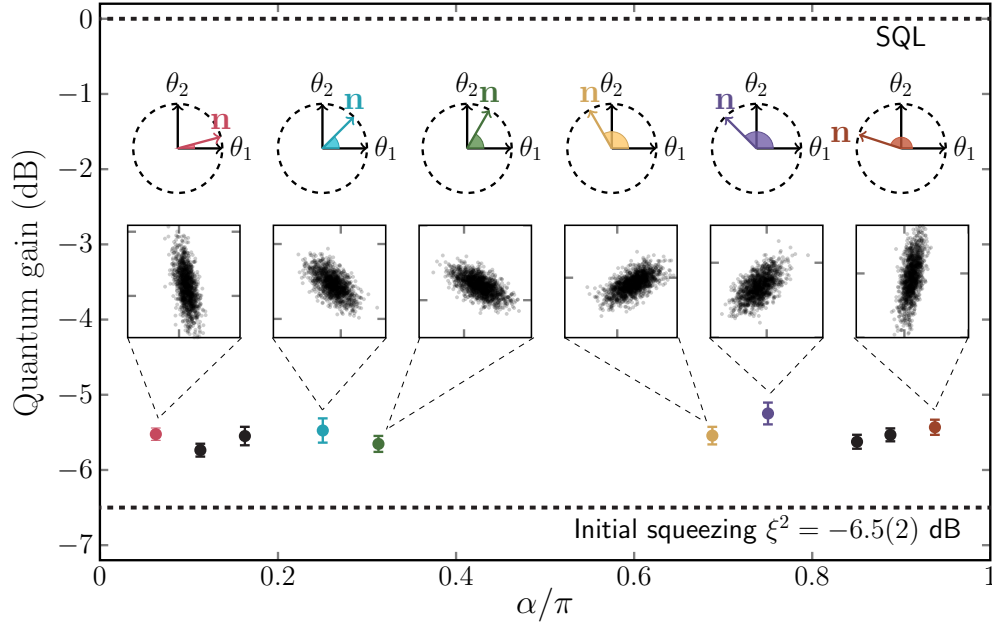 0
SQL
−1
−2
−3
−4
−5
−6
−7
Quantum gain (dB)
θ₂ n θ₁
θ₂ n θ₁
θ₂ n θ₁
n θ₂ θ₁
n θ₂ θ₁
n θ₂ θ₁
Initial squeezing ξ² = −6.5(2) dB
0 0.2 0.4 0.6 0.8 1
α/π